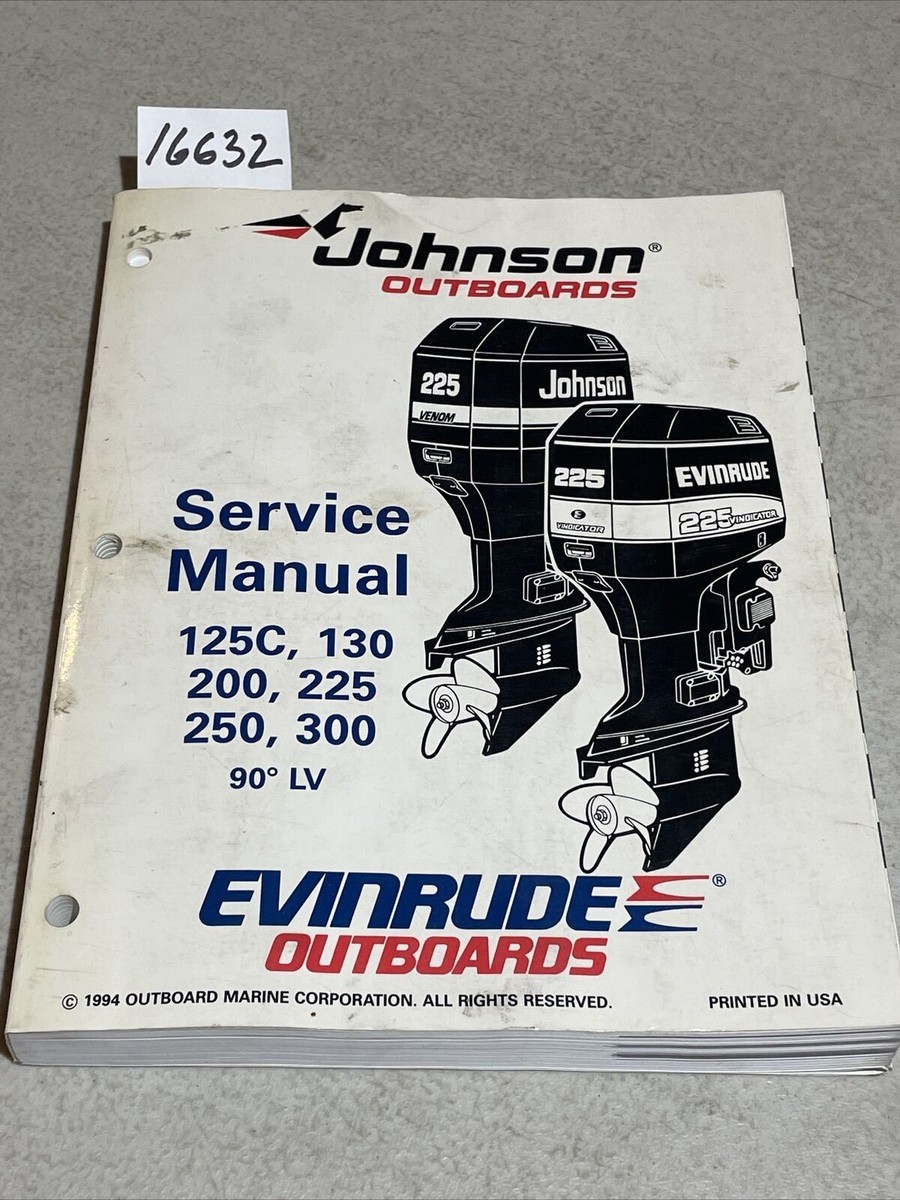 16632
Johnson®
OUTBOARDS
225
Johnson
VENOM
225
EVINRUDE
VINDICATOR
225 VINDICATOR
Service
Manual
125C, 130
200, 225
250, 300
90° LV
EVINRUDE®
OUTBOARDS
© 1994 OUTBOARD MARINE CORPORATION. ALL RIGHTS RESERVED.
PRINTED IN USA